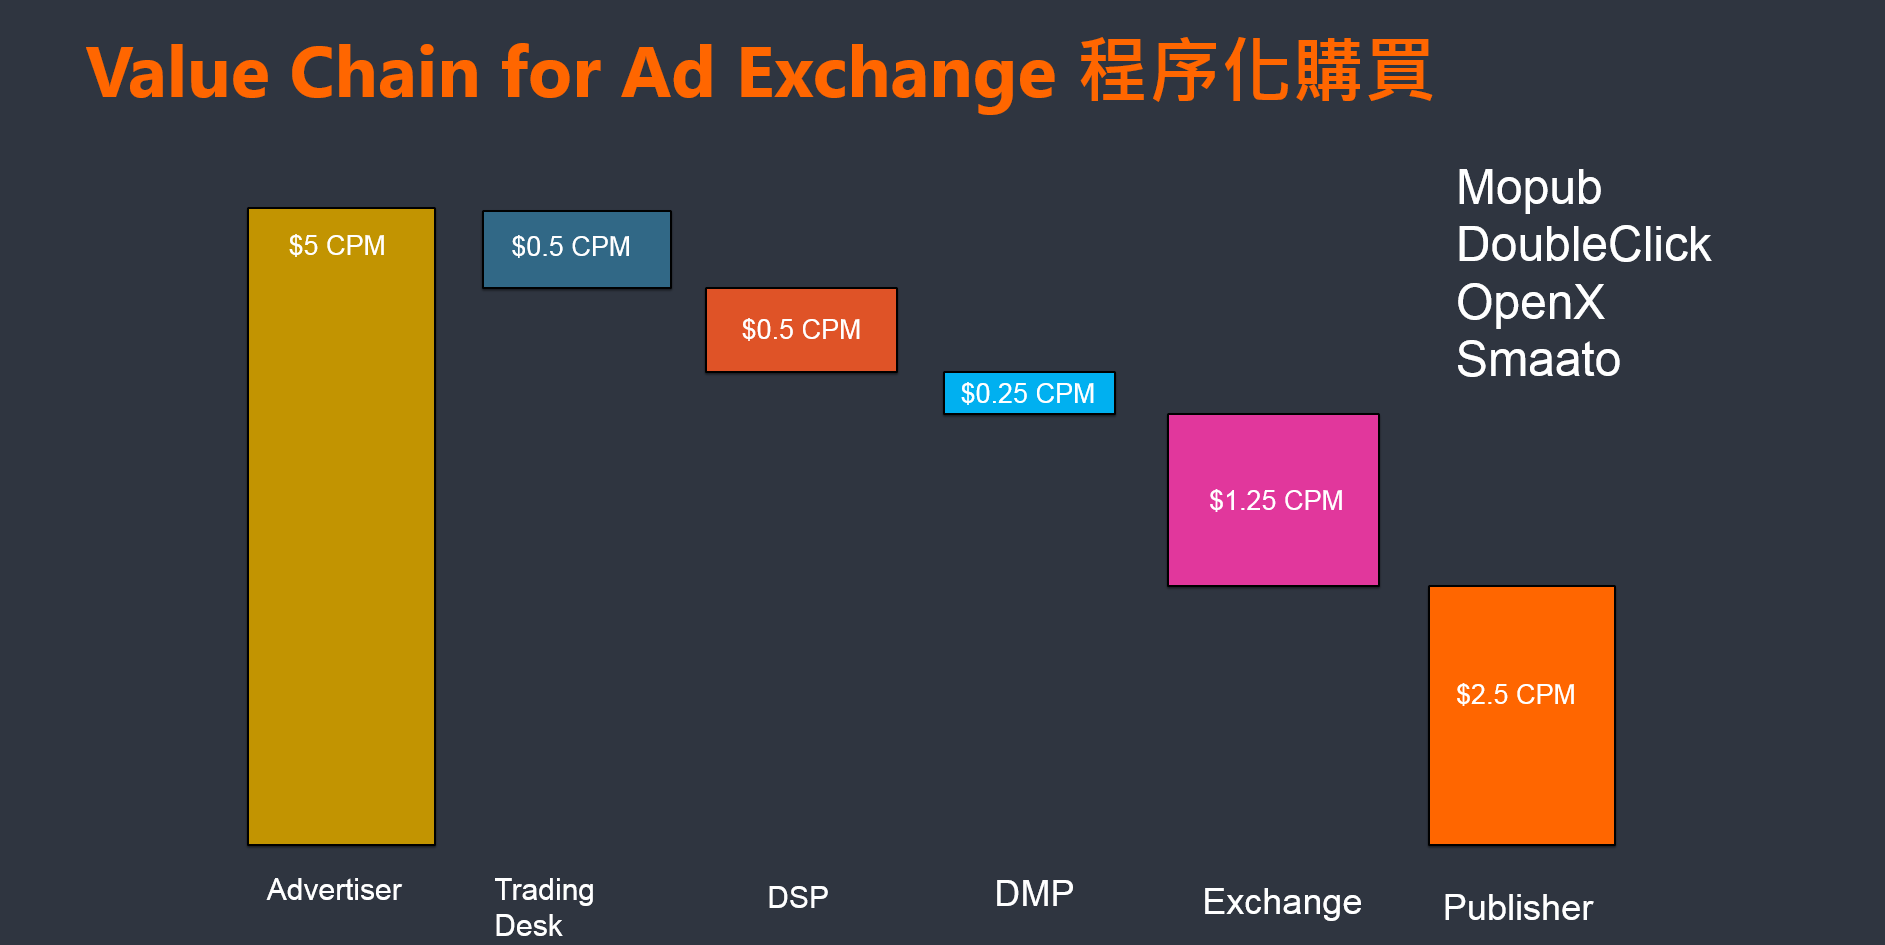 Value Chain for Ad Exchange 程序化購買
Mopub
DoubleClick
OpenX
Smaato
$5 CPM
$0.5 CPM
$0.5 CPM
$0.25 CPM
$1.25 CPM
$2.5 CPM
Advertiser
Trading
Desk
DSP
DMP
Exchange
Publisher